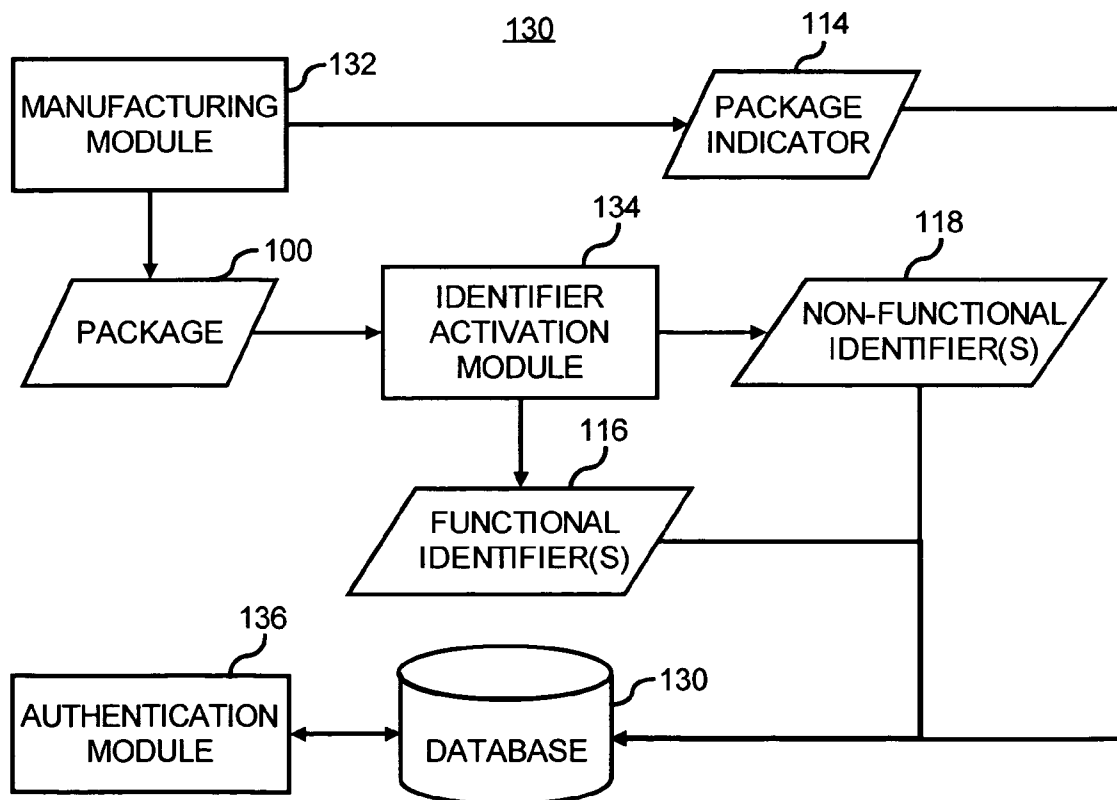 130
114
132
MANUFACTURING
MODULE
PACKAGE
INDICATOR
134
118
100
PACKAGE
IDENTIFIER
ACTIVATION
MODULE
NON-FUNCTIONAL
IDENTIFIER(S)
116
FUNCTIONAL
IDENTIFIER(S)
136
130
AUTHENTICATION
MODULE
DATABASE